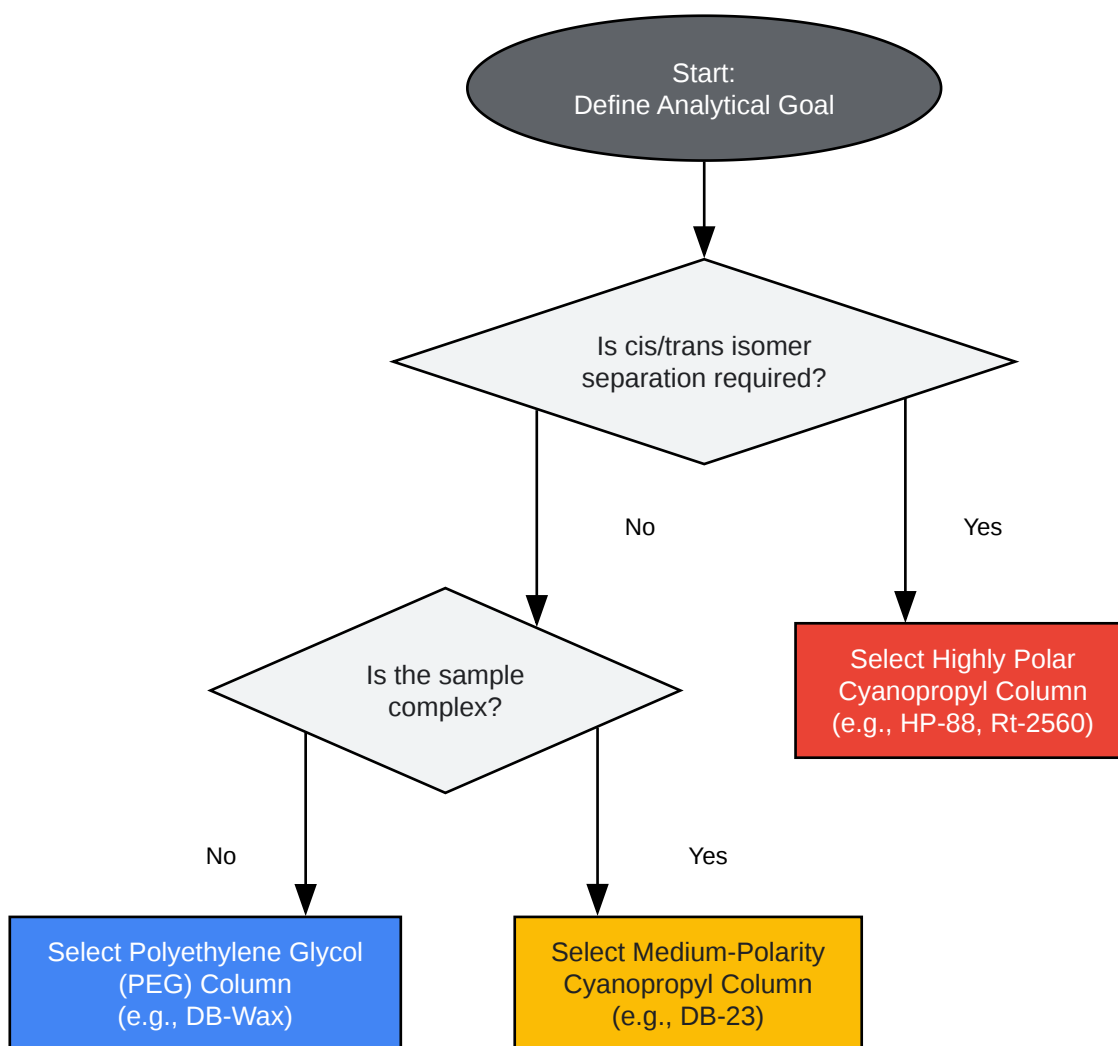 Start:
Define Analytical Goal
Is cis/trans isomer
separation required?
No
Yes
Is the sample
complex?
Select Highly Polar
Cyanopropyl Column
(e.g., HP-88, Rt-2560)
No
Yes
Select Polyethylene Glycol
(PEG) Column
(e.g., DB-Wax)
Select Medium-Polarity
Cyanopropyl Column
(e.g., DB-23)